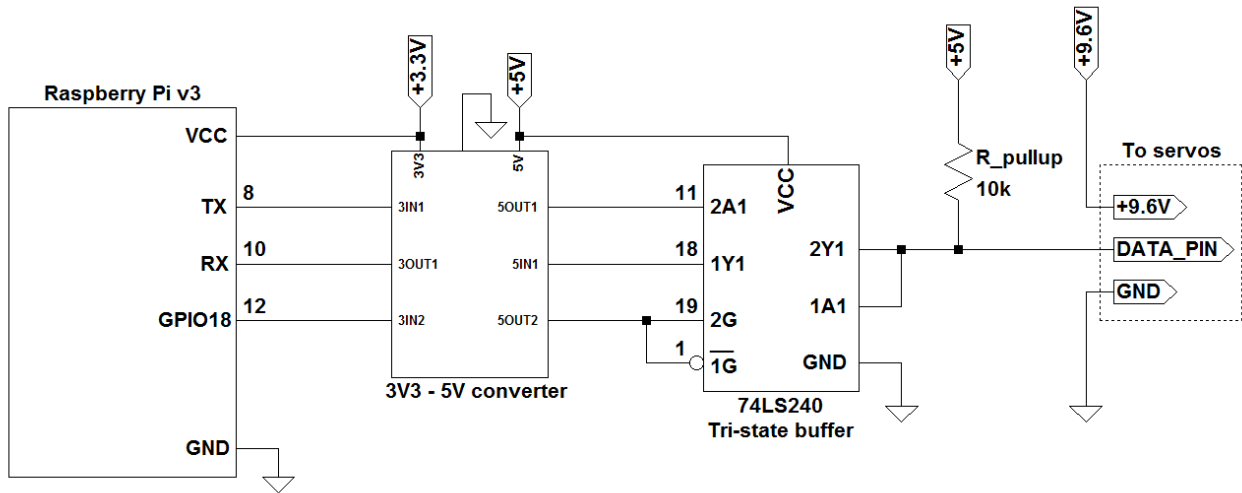 +3.3V
+5V
+5V
+9.6V
Raspberry Pi v3
VCC
TX
8
RX
10
GPIO18
12
GND
3V3
5V
3IN1
5OUT1
3OUT1
5IN1
3IN2
5OUT2
3V3 - 5V converter
11
18
19
1
VCC
2A1
2Y1
1Y1
1A1
2G
1G
GND
74LS240
Tri-state buffer
R_pullup
10k
To servos
+9.6V
DATA_PIN
GND